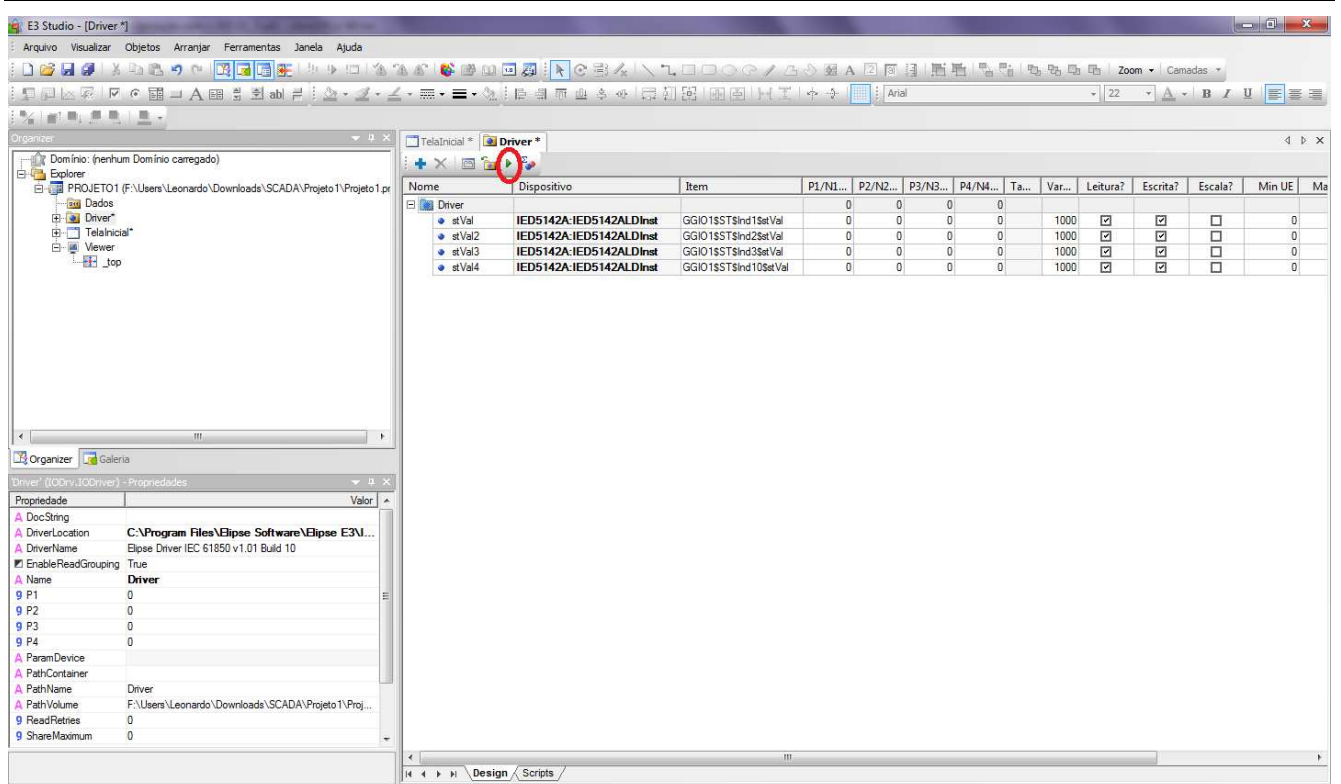 E3 Studio - [Driver *]
Arquivo Visualizar Objetos Arranjar Ferramentas Janela Ajuda
Zoom Camadas
Arial 22 A B I U
Organizer
Domínio: (nenhum Domínio carregado)
Explorer
PROJETO1 (F:\Users\Leonardo\Downloads\SCADA\Projeto1\Projeto1.pr
Dados
Driver*
TelaInicial*
Viewer
_top
Organizer Galeria
'Driver' (IODrv.IODriver) - Propriedades
Propriedade Valor
A DocString
A DriverLocation C:\Program Files\Elipse Software\Elipse E3\I...
A DriverName Elipse Driver IEC 61850 v1.01 Build 10
EnableReadGrouping True
A Name Driver
9 P1 0
9 P2 0
9 P3 0
9 P4 0
A ParamDevice
A PathContainer
A PathName Driver
A PathVolume F:\Users\Leonardo\Downloads\SCADA\Projeto1\Proj...
9 ReadRetries 0
9 ShareMaximum 0
TelaInicial * Driver *
Nome Dispositivo Item P1/N1... P2/N2... P3/N3... P4/N4... Ta... Var... Leitura? Escrita? Escala? Min UE Ma
Driver 0 0 0 0
stVal IED5142A:IED5142ALDInst GGIO1$ST$Ind1$stVal 0 0 0 0 1000 0
stVal2 IED5142A:IED5142ALDInst GGIO1$ST$Ind2$stVal 0 0 0 0 1000 0
stVal3 IED5142A:IED5142ALDInst GGIO1$ST$Ind3$stVal 0 0 0 0 1000 0
stVal4 IED5142A:IED5142ALDInst GGIO1$ST$Ind10$stVal 0 0 0 0 1000 0
Design Scripts